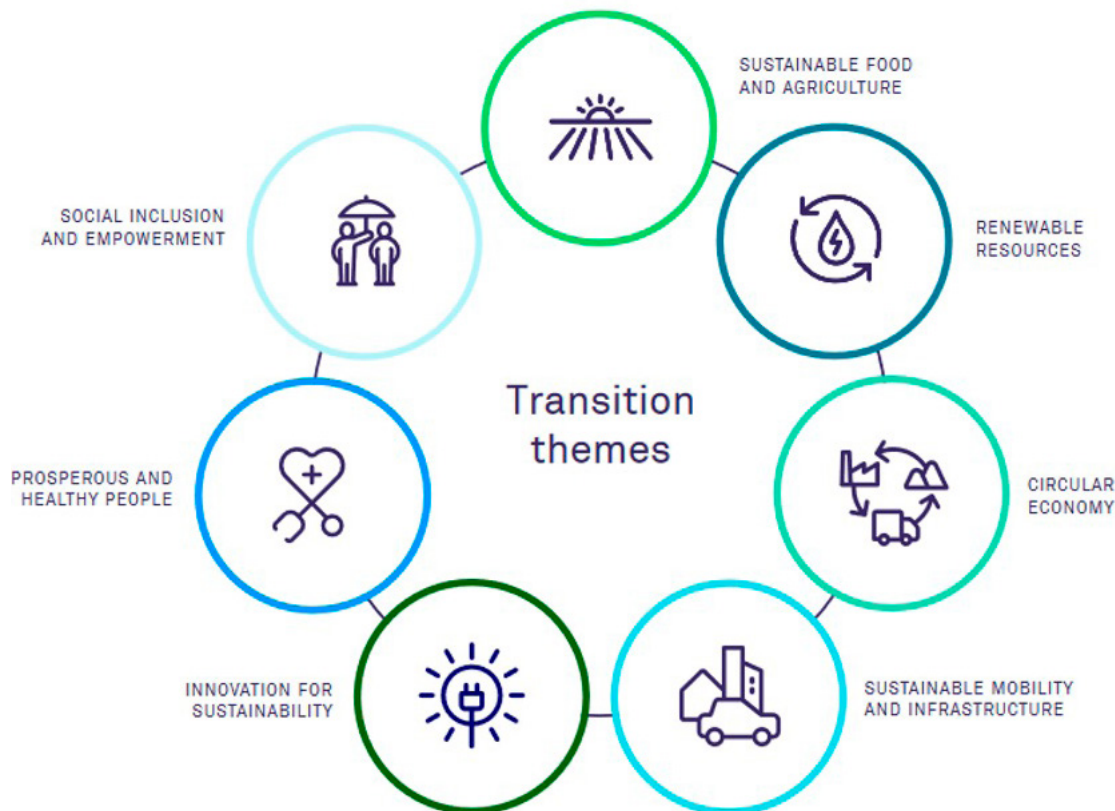 SUSTAINABLE FOOD
AND AGRICULTURE
RENEWABLE
RESOURCES
CIRCULAR
ECONOMY
SUSTAINABLE MOBILITY
AND INFRASTRUCTURE
INNOVATION FOR
SUSTAINABILITY
PROSPEROUS AND
HEALTHY PEOPLE
SOCIAL INCLUSION
AND EMPOWERMENT
Transition
themes